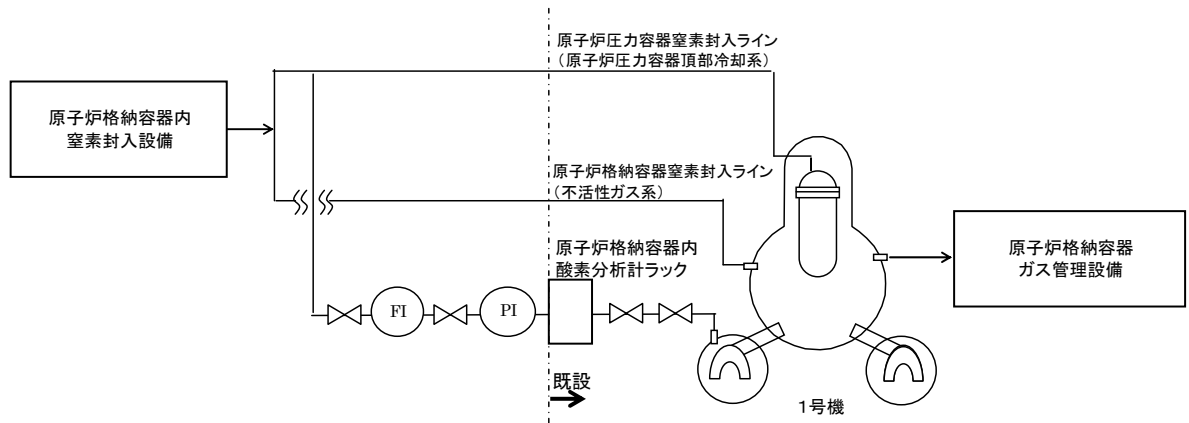 原子炉圧力容器窒素封入ライン
（原子炉圧力容器頂部冷却系）
原子炉格納容器内
窒素封入設備
原子炉格納容器窒素封入ライン
（不活性ガス系）
原子炉格納容器内
酸素分析計ラック
原子炉格納容器
ガス管理設備
FI
PI
既設
1号機